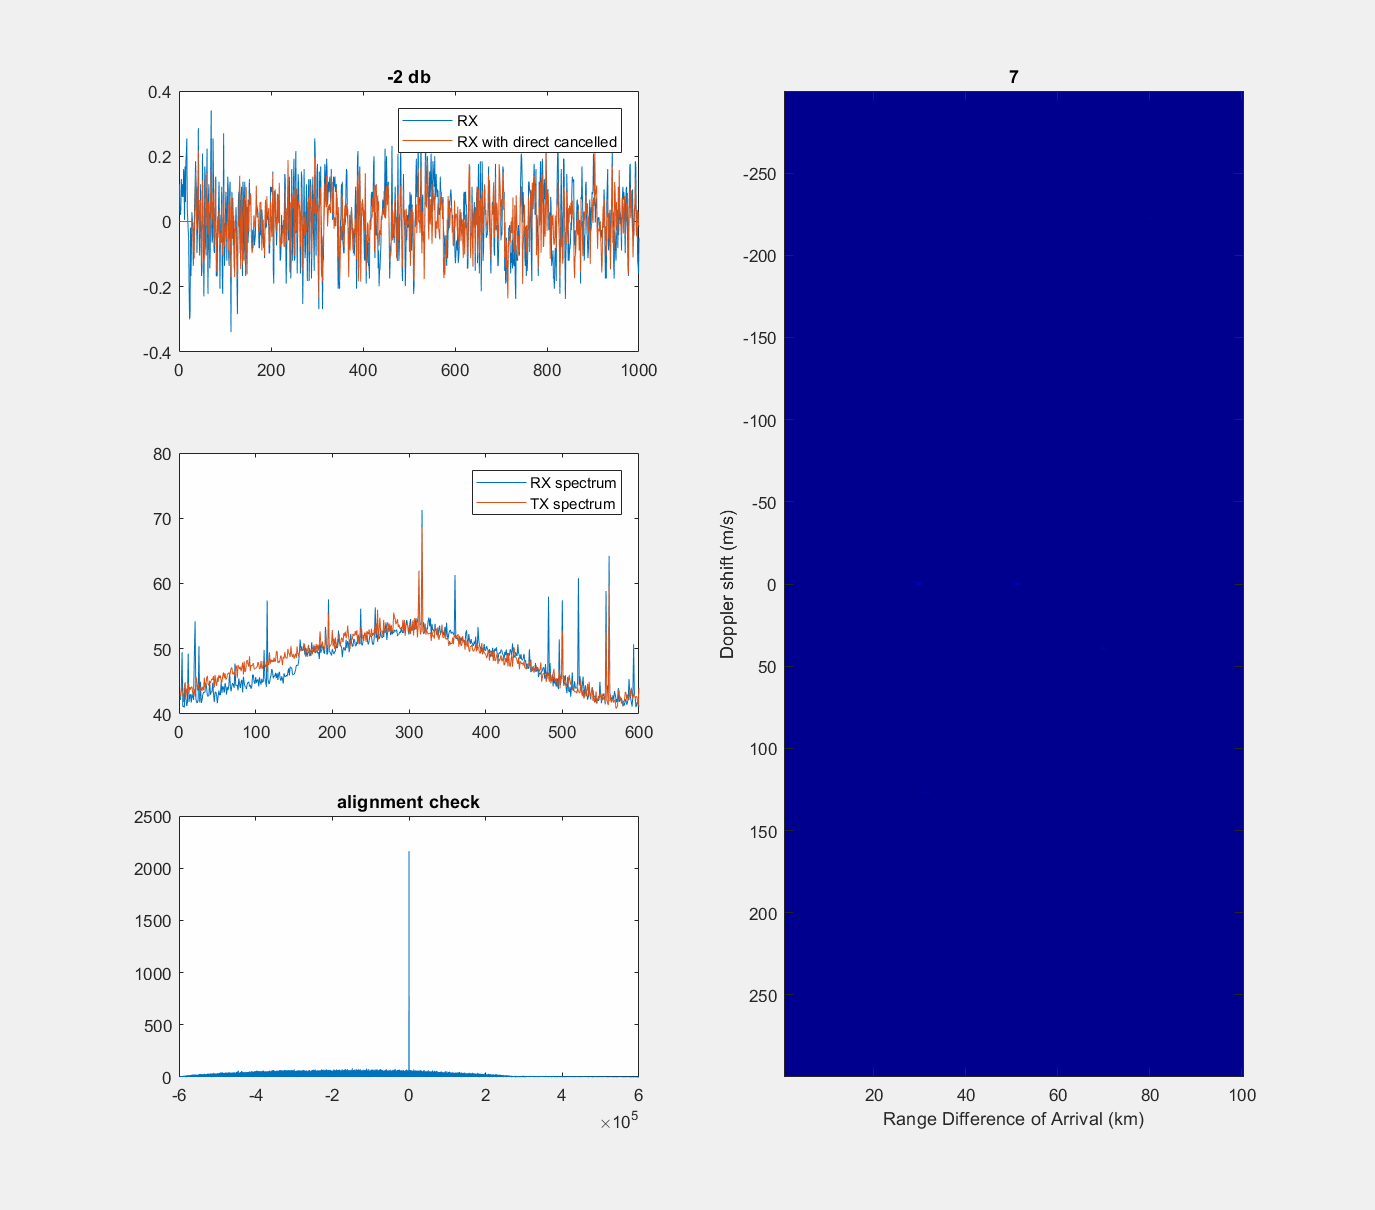 -2 db
0.4
0.2
0
-0.2
-0.4
0 200 400 600 800 1000
RX
RX with direct cancelled
80
70
60
50
40
0 100 200 300 400 500 600
RX spectrum
TX spectrum
alignment check
2500
2000
1500
1000
500
0
-6 -4 -2 0 2 4 6
×10^5
7
-250
-200
-150
-100
-50
0
50
100
150
200
250
Doppler shift (m/s)
20 40 60 80 100
Range Difference of Arrival (km)